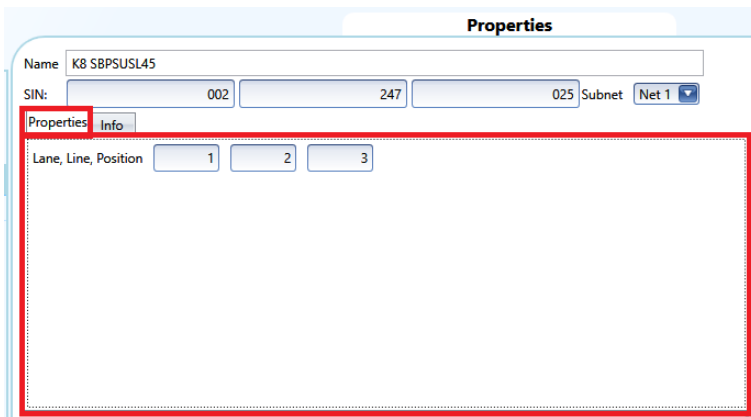 Properties
Name K8 SBPSUSL45
SIN: 002 247 025 Subnet Net 1
Properties Info
Lane, Line, Position 1 2 3